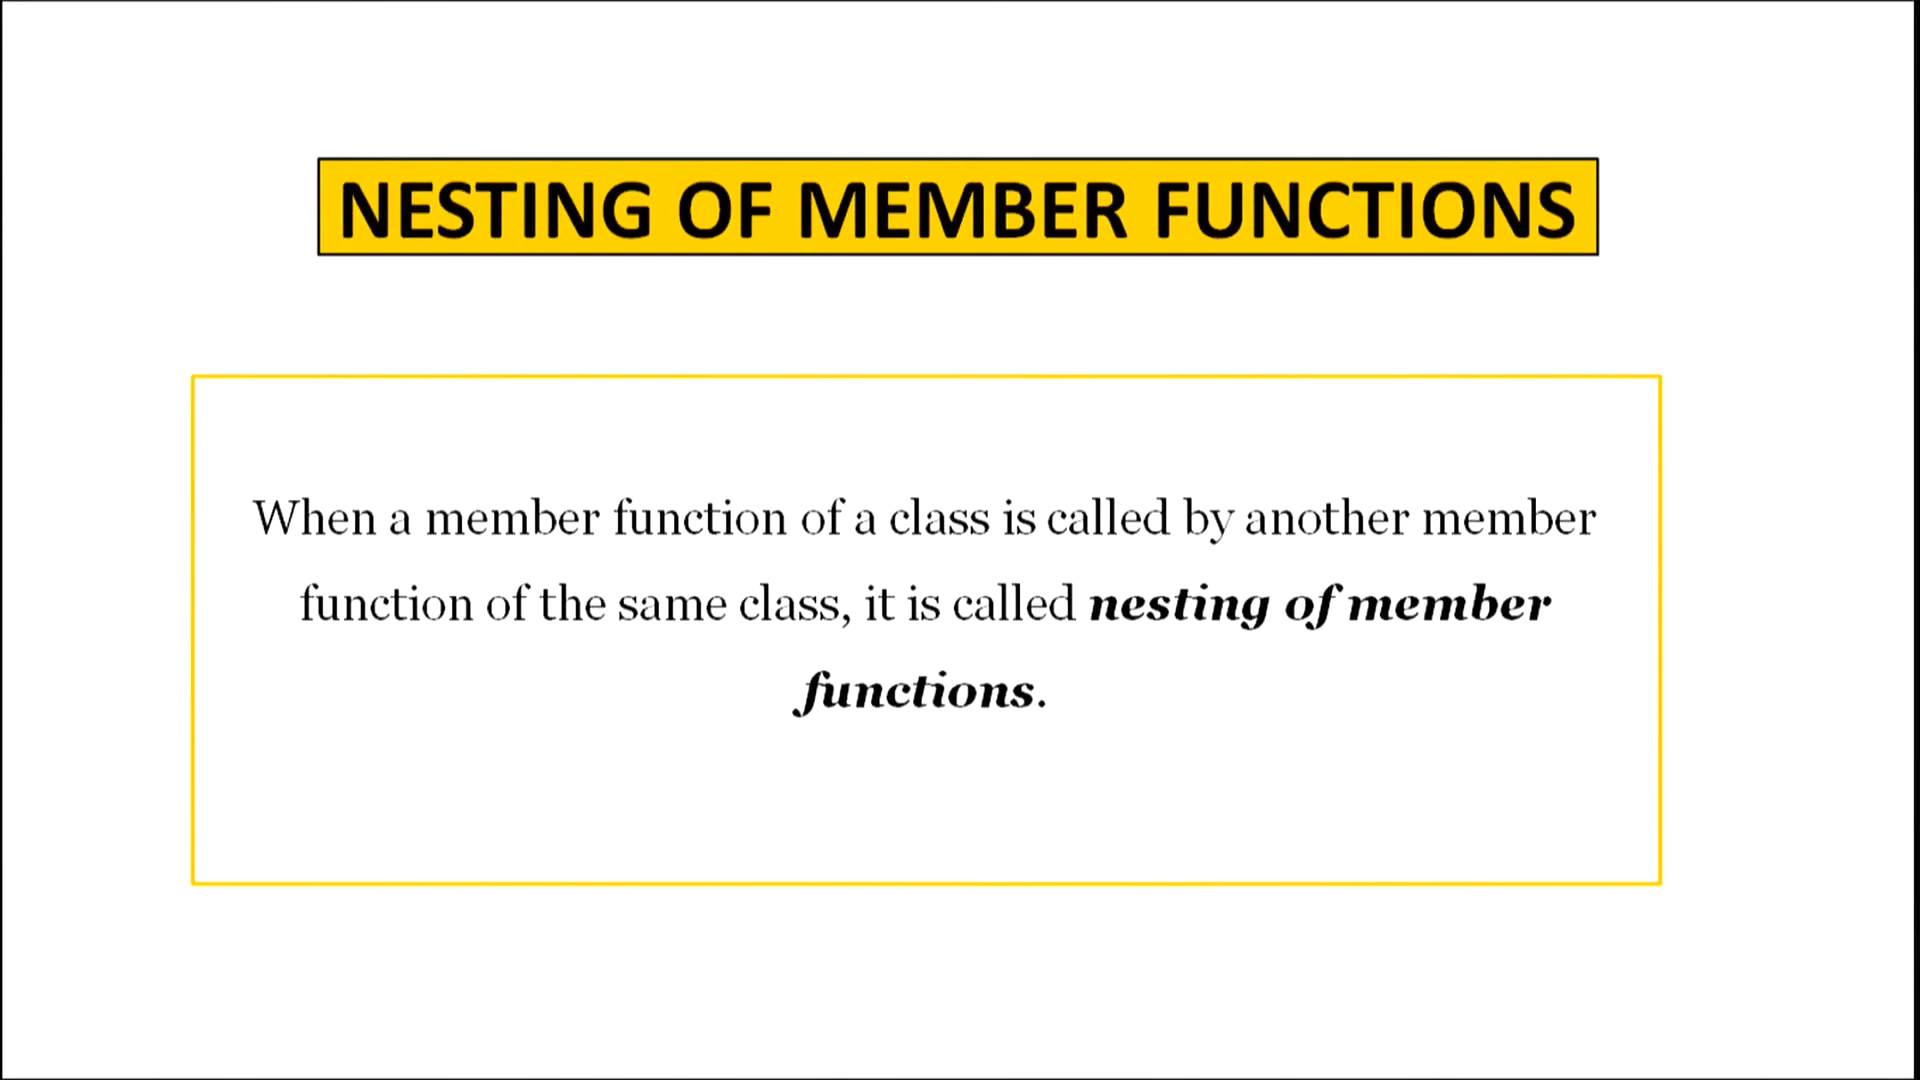 NESTING OF MEMBER FUNCTIONS
When a member function of a class is called by another member
function of the same class, it is called nesting of member
functions.